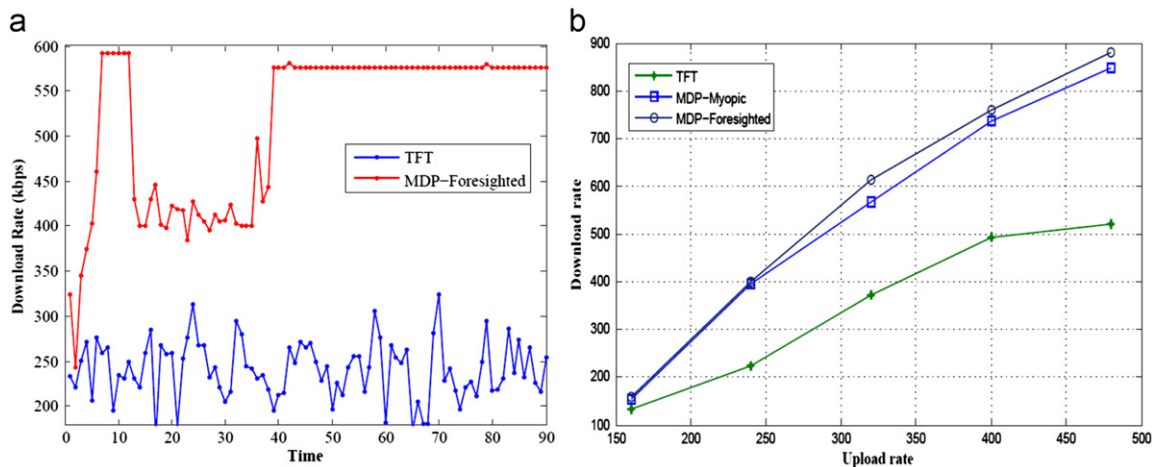 a
600
550
500
450
400
350
300
250
200
Download Rate (kbps)
TFT
MDP-Foresighted
0 10 20 30 40 50 60 70 80 90
Time
b
900
800
700
600
500
400
300
200
100
Download rate
TFT
MDP-Myopic
MDP-Foresighted
150 200 250 300 350 400 450 500
Upload rate